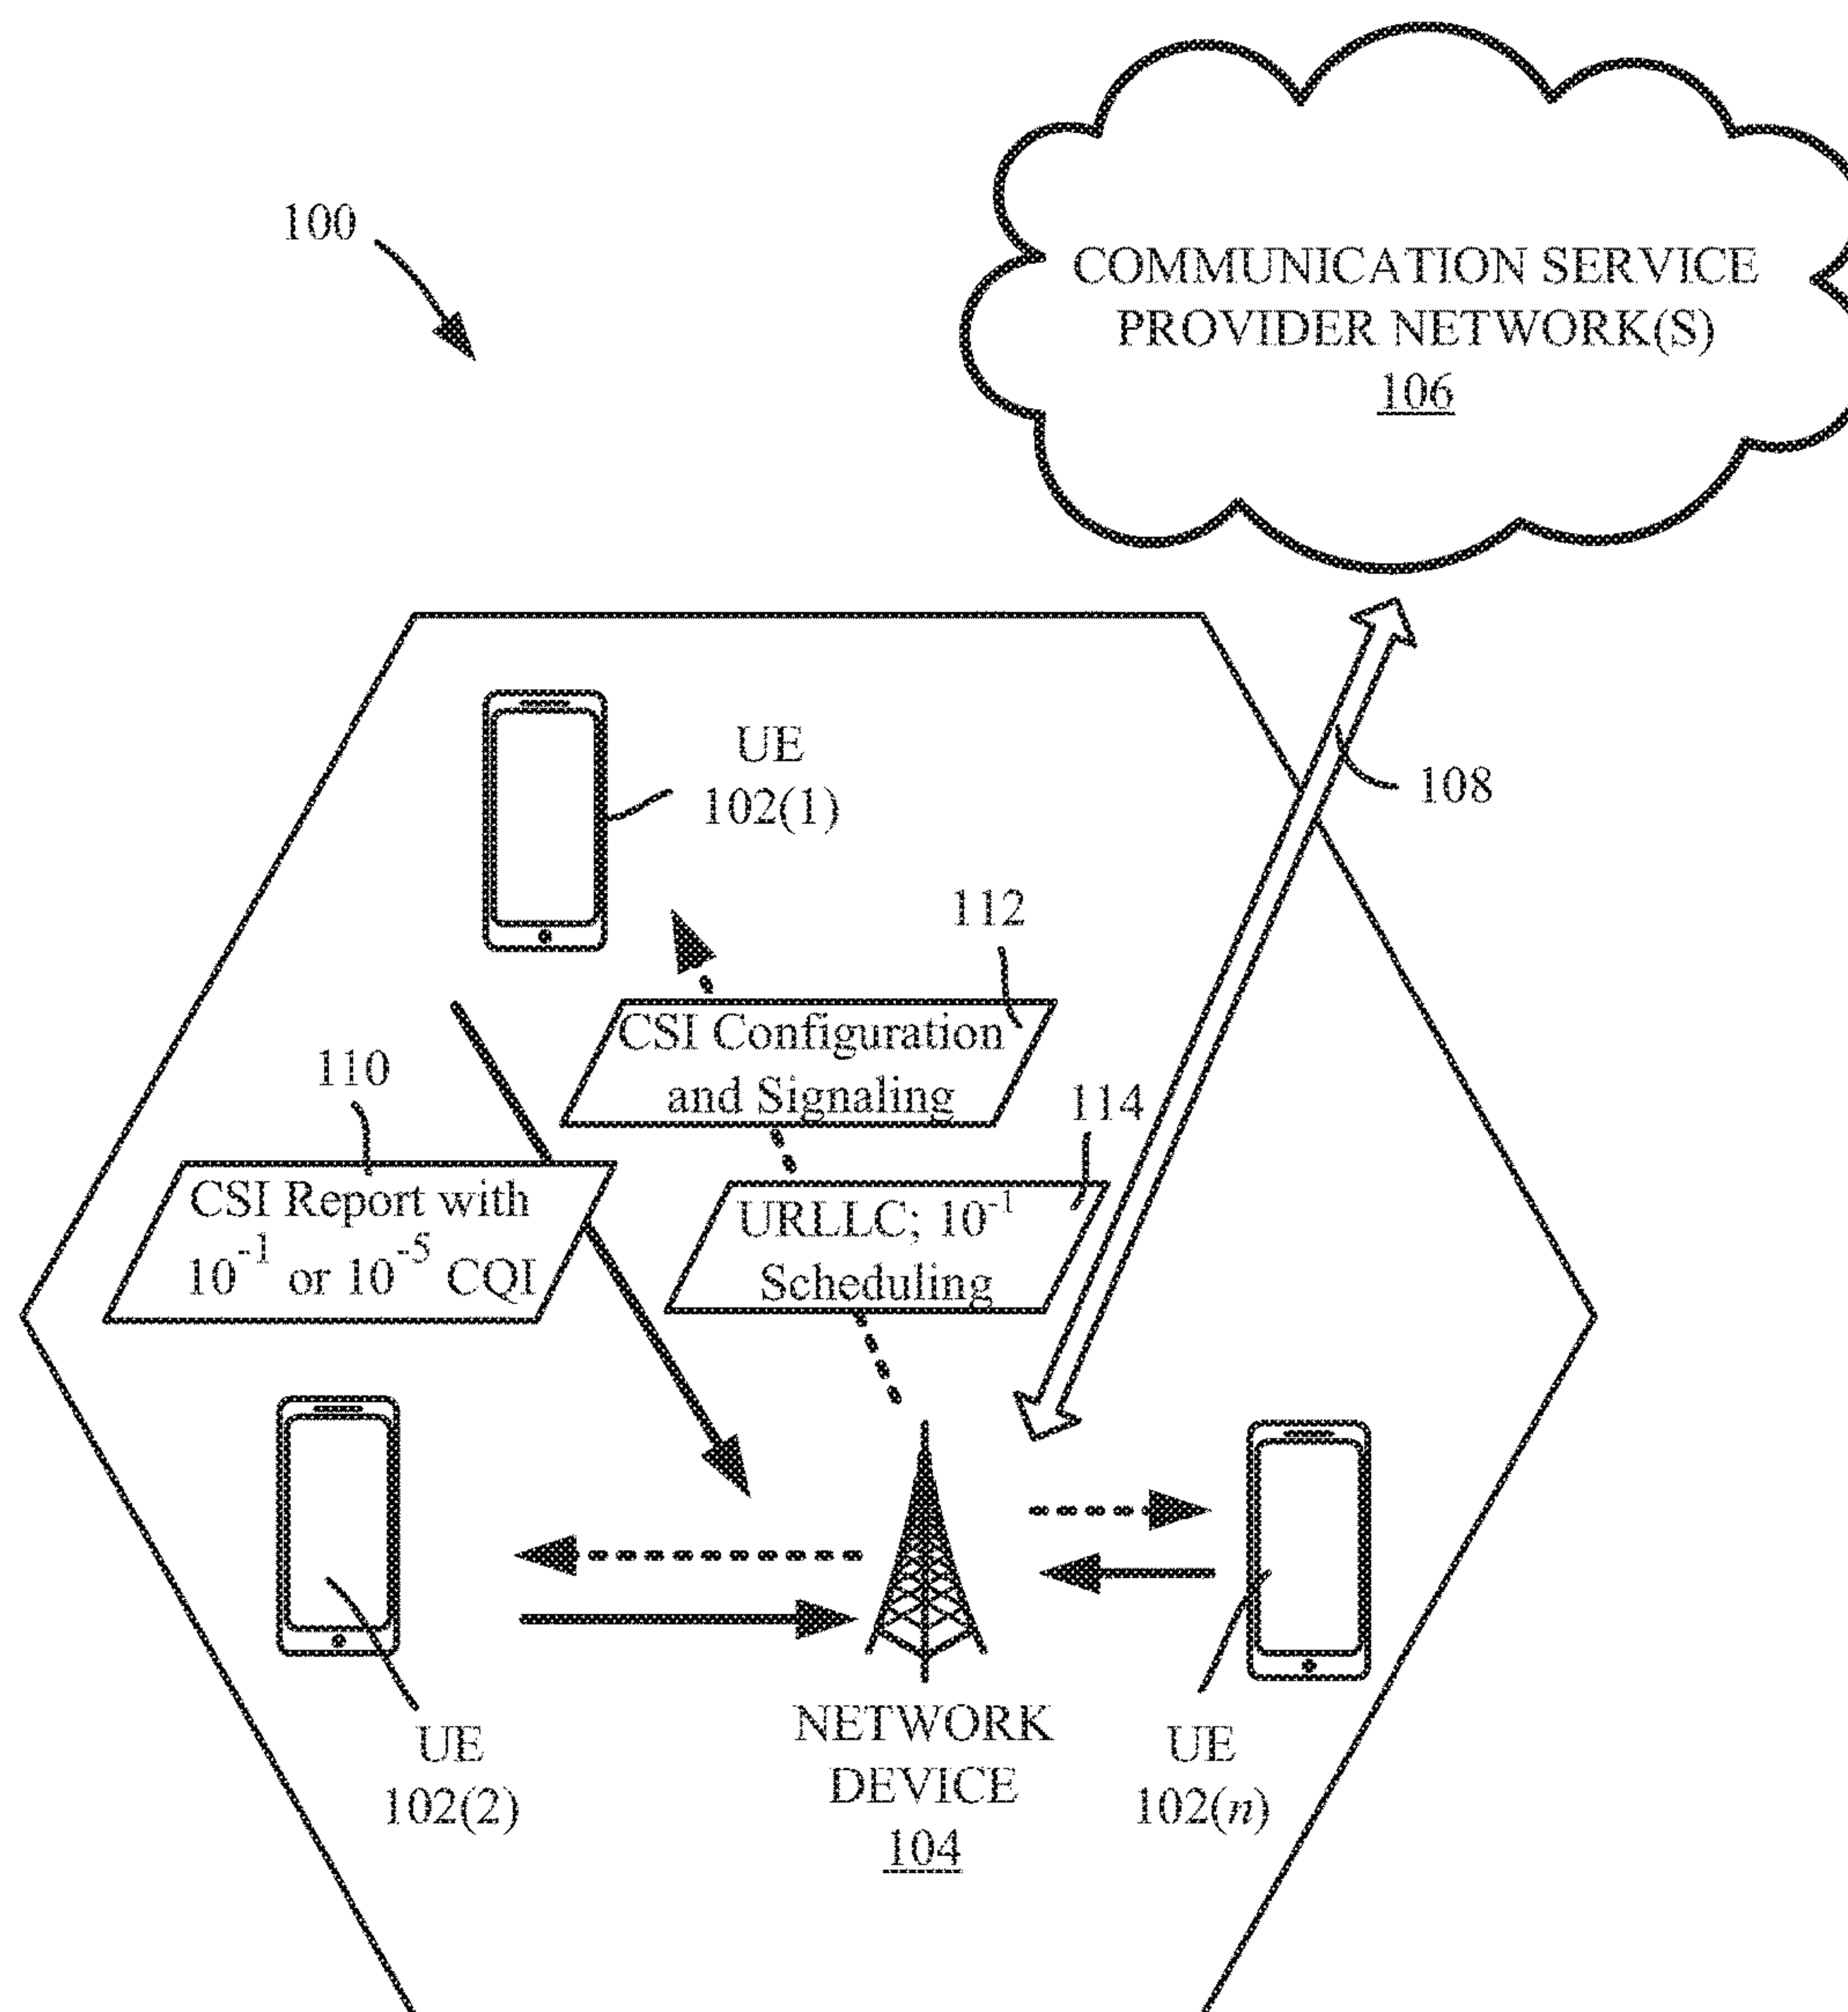 100
COMMUNICATION SERVICE
PROVIDER NETWORK(S)
106
UE
102(1)
108
112
CSI Configuration
and Signaling
110
114
CSI Report with
10⁻¹ or 10⁻⁵ CQI
URLLC; 10⁻¹
Scheduling
UE
102(2)
NETWORK
DEVICE
104
UE
102(n)